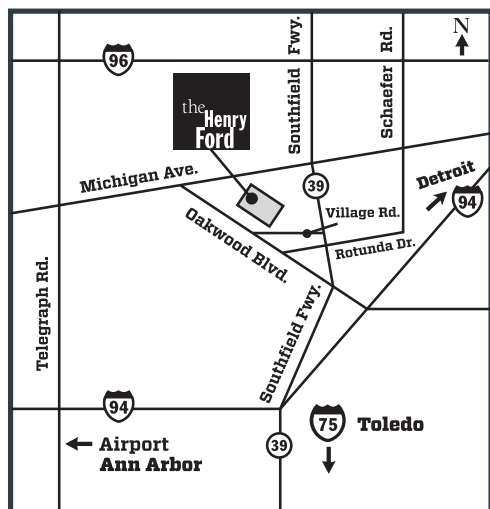 N
96
Southfield Fwy.
Schaefer Rd.
the
Henry
Ford
Michigan Ave.
39
Detroit
94
Village Rd.
Oakwood Blvd.
Rotunda Dr.
Telegraph Rd.
Southfield Fwy.
94
75
Toledo
39
Airport
Ann Arbor